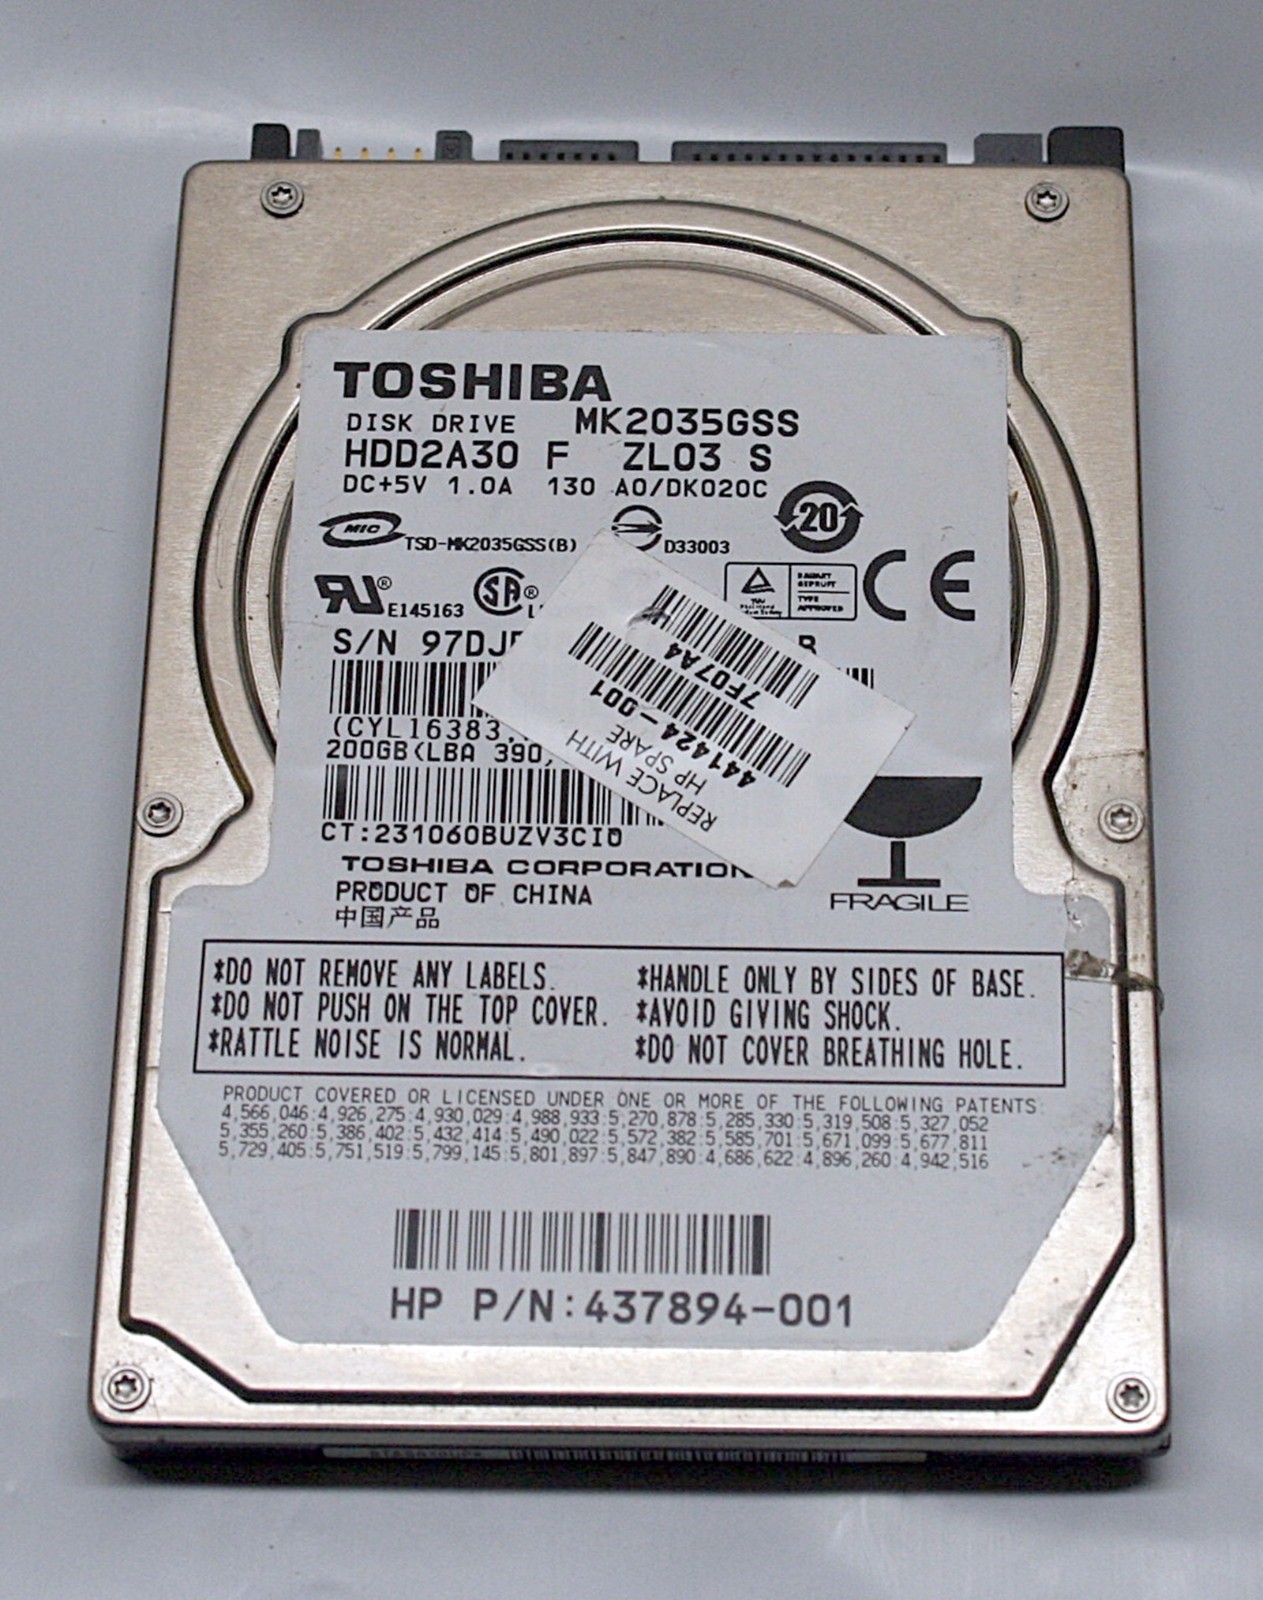 TOSHIBA
DISK DRIVE MK2035GSS
HDD2A30 F ZL03 S
DC+5V 1.0A 130 A0/DK020C
MIC TSD-MK2035GSS(B) D33003 20
E145163 ® SA ® CE
S/N 97DJ B
(CYL16383
200GB(LBA 390,
CT:231060BUZV3CI0
TOSHIBA CORPORATION
PRODUCT OF CHINA
中国产品
FRAGILE
HP
7F07A4
441424-001
HP SPARE
REPLACE WITH
*DO NOT REMOVE ANY LABELS.
*DO NOT PUSH ON THE TOP COVER.
*RATTLE NOISE IS NORMAL.
*HANDLE ONLY BY SIDES OF BASE.
*AVOID GIVING SHOCK.
*DO NOT COVER BREATHING HOLE.
PRODUCT COVERED OR LICENSED UNDER ONE OR MORE OF THE FOLLOWING PATENTS:
4,566,046:4,926,275:4,930,029:4,988,933:5,270,878:5,285,330:5,319,508:5,327,052
5,355,260:5,386,402:5,432,414:5,490,022:5,572,382:5,585,701:5,671,099:5,677,811
5,729,405:5,751,519:5,799,145:5,801,897:5,847,890:4,686,622:4,896,260:4,942,516
HP P/N:437894-001